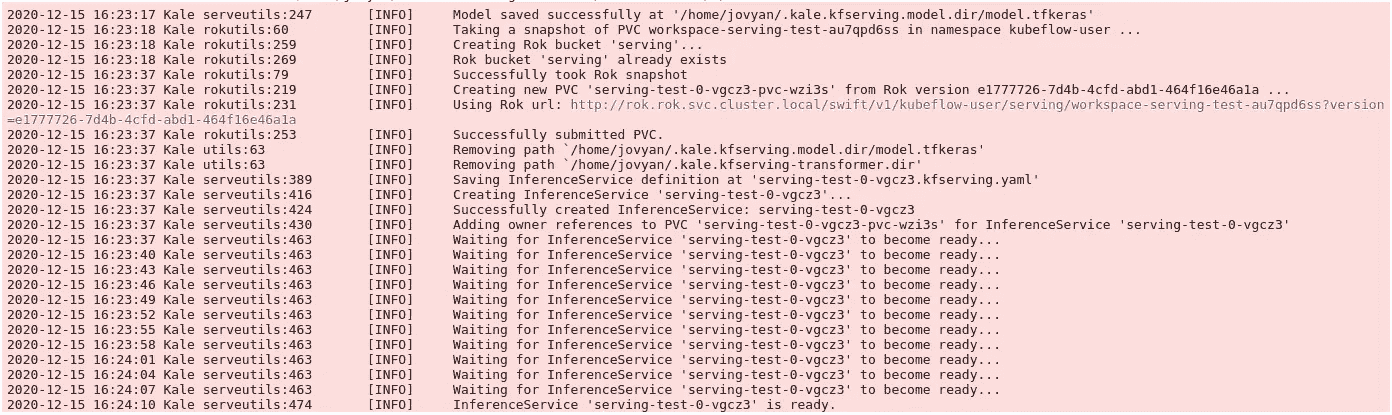 2020-12-15 16:23:17 Kale serveutils:247 [INFO] Model saved successfully at '/home/jovyan/.kale.kfserving.model.dir/model.tfkeras'
2020-12-15 16:23:18 Kale rokutils:60 [INFO] Taking a snapshot of PVC workspace-serving-test-au7qpd6ss in namespace kubeflow-user ...
2020-12-15 16:23:18 Kale rokutils:259 [INFO] Creating Rok bucket 'serving'...
2020-12-15 16:23:18 Kale rokutils:269 [INFO] Rok bucket 'serving' already exists
2020-12-15 16:23:37 Kale rokutils:79 [INFO] Successfully took Rok snapshot
2020-12-15 16:23:37 Kale rokutils:219 [INFO] Creating new PVC 'serving-test-0-vgcz3-pvc-wzi3s' from Rok version e1777726-7d4b-4cfd-abd1-464f16e46a1a ...
2020-12-15 16:23:37 Kale rokutils:231 [INFO] Using Rok url: http://rok.rok.svc.cluster.local/swift/v1/kubeflow-user/serving/workspace-serving-test-au7qpd6ss?version
=e1777726-7d4b-4cfd-abd1-464f16e46a1a
2020-12-15 16:23:37 Kale rokutils:253 [INFO] Successfully submitted PVC.
2020-12-15 16:23:37 Kale utils:63 [INFO] Removing path `/home/jovyan/.kale.kfserving.model.dir/model.tfkeras'
2020-12-15 16:23:37 Kale utils:63 [INFO] Removing path `/home/jovyan/.kale.kfserving-transformer.dir'
2020-12-15 16:23:37 Kale serveutils:389 [INFO] Saving InferenceService definition at 'serving-test-0-vgcz3.kfserving.yaml'
2020-12-15 16:23:37 Kale serveutils:416 [INFO] Creating InferenceService 'serving-test-0-vgcz3'...
2020-12-15 16:23:37 Kale serveutils:424 [INFO] Successfully created InferenceService: serving-test-0-vgcz3
2020-12-15 16:23:37 Kale serveutils:430 [INFO] Adding owner references to PVC 'serving-test-0-vgcz3-pvc-wzi3s' for InferenceService 'serving-test-0-vgcz3'
2020-12-15 16:23:37 Kale serveutils:463 [INFO] Waiting for InferenceService 'serving-test-0-vgcz3' to become ready...
2020-12-15 16:23:40 Kale serveutils:463 [INFO] Waiting for InferenceService 'serving-test-0-vgcz3' to become ready...
2020-12-15 16:23:43 Kale serveutils:463 [INFO] Waiting for InferenceService 'serving-test-0-vgcz3' to become ready...
2020-12-15 16:23:46 Kale serveutils:463 [INFO] Waiting for InferenceService 'serving-test-0-vgcz3' to become ready...
2020-12-15 16:23:49 Kale serveutils:463 [INFO] Waiting for InferenceService 'serving-test-0-vgcz3' to become ready...
2020-12-15 16:23:52 Kale serveutils:463 [INFO] Waiting for InferenceService 'serving-test-0-vgcz3' to become ready...
2020-12-15 16:23:55 Kale serveutils:463 [INFO] Waiting for InferenceService 'serving-test-0-vgcz3' to become ready...
2020-12-15 16:23:58 Kale serveutils:463 [INFO] Waiting for InferenceService 'serving-test-0-vgcz3' to become ready...
2020-12-15 16:24:01 Kale serveutils:463 [INFO] Waiting for InferenceService 'serving-test-0-vgcz3' to become ready...
2020-12-15 16:24:04 Kale serveutils:463 [INFO] Waiting for InferenceService 'serving-test-0-vgcz3' to become ready...
2020-12-15 16:24:07 Kale serveutils:463 [INFO] Waiting for InferenceService 'serving-test-0-vgcz3' to become ready...
2020-12-15 16:24:10 Kale serveutils:474 [INFO] InferenceService 'serving-test-0-vgcz3' is ready.